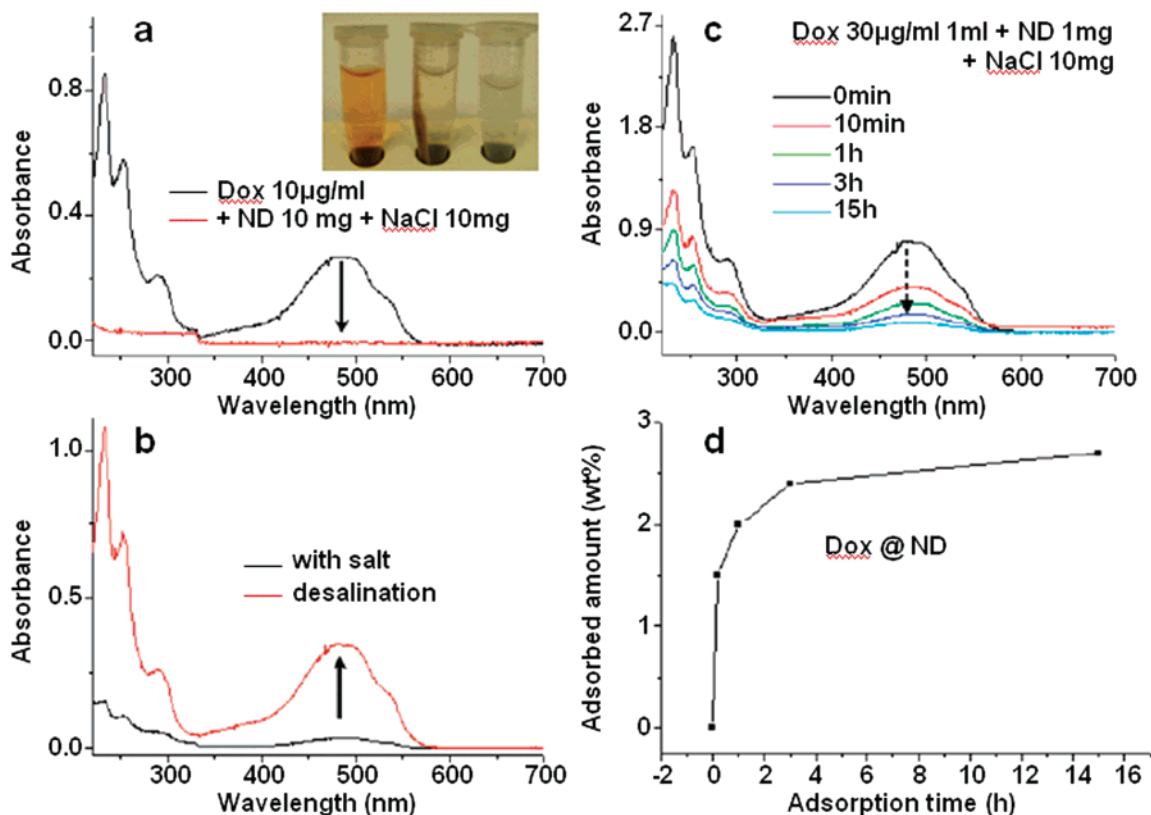 a
0.8
0.4
0.0
Absorbance
Dox 10µg/ml
+ ND 10 mg + NaCl 10mg
300 400 500 600 700
Wavelength (nm)
b
1.0
0.5
0.0
Absorbance
with salt
desalination
300 400 500 600 700
Wavelength (nm)
c
Dox 30µg/ml 1ml + ND 1mg
+ NaCl 10mg
2.7
1.8
0.9
0.0
Absorbance
0min
10min
1h
3h
15h
300 400 500 600 700
Wavelength (nm)
d
3
2
1
0
Adsorbed amount (wt%)
Dox @ ND
-2 0 2 4 6 8 10 12 14 16
Adsorption time (h)